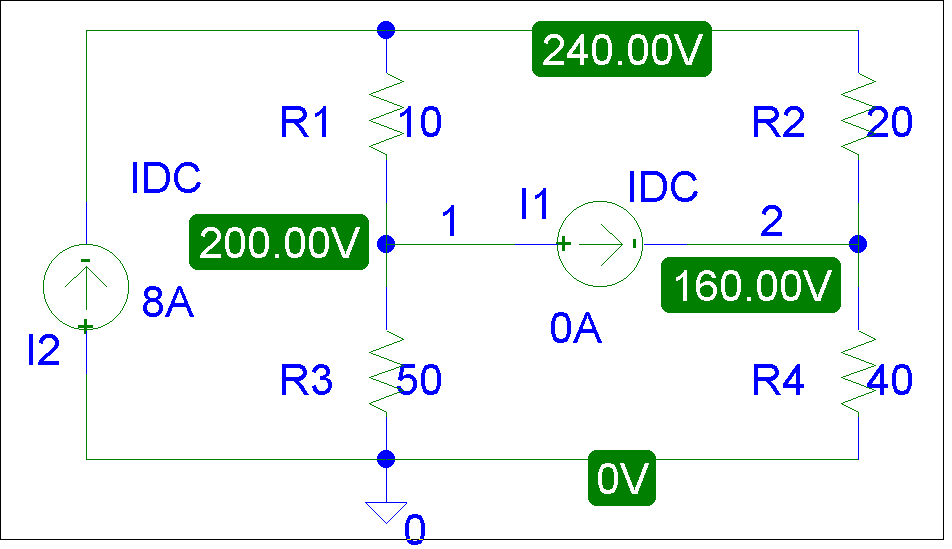 240.00V
R1
10
R2
20
IDC
I1
IDC
1
2
200.00V
-
+
-
8A
160.00V
+
I2
0A
R3
50
R4
40
0V
0